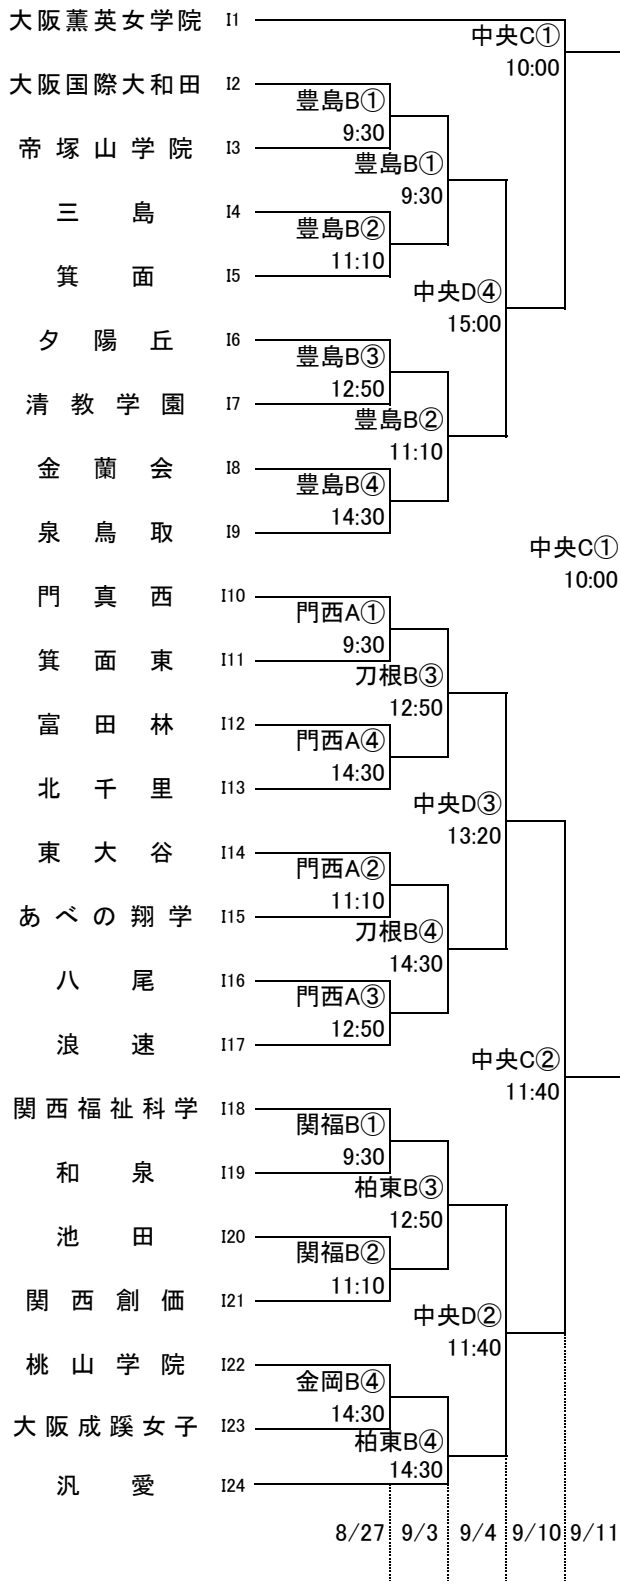 大阪薫英女学院 I1
中央C①
10:00
大阪国際大和田 I2
豊島B①
9:30
帝塚山学院 I3
豊島B①
9:30
三島 I4
豊島B②
11:10
箕面 I5
中央D④
15:00
夕陽丘 I6
豊島B③
12:50
清教学園 I7
豊島B②
11:10
金蘭会 I8
豊島B④
14:30
泉鳥取 I9
中央C①
10:00
門真西 I10
門西A①
9:30
箕面東 I11
刀根B③
12:50
富田林 I12
門西A④
14:30
北千里 I13
中央D③
13:20
東大谷 I14
門西A②
11:10
あべの翔学 I15
刀根B④
14:30
八尾 I16
門西A③
12:50
浪速 I17
中央C②
11:40
関西福祉科学 I18
関福B①
9:30
和泉 I19
柏東B③
12:50
池田 I20
関福B②
11:10
関西創価 I21
中央D②
11:40
桃山学院 I22
金岡B④
14:30
大阪成蹊女子 I23
柏東B④
14:30
汎愛 I24
8/27 9/3 9/4 9/10 9/11